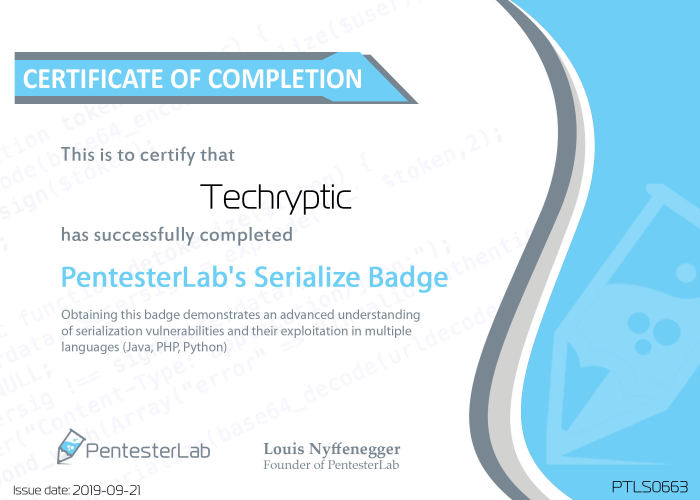 CERTIFICATE OF COMPLETION
This is to certify that
Techryptic
has successfully completed
PentesterLab's Serialize Badge
Obtaining this badge demonstrates an advanced understanding
of serialization vulnerabilities and their exploitation in multiple
languages (Java, PHP, Python)
PentesterLab
Louis Nyffenegger
Founder of PentesterLab
Issue date: 2019-09-21
PTLS0663